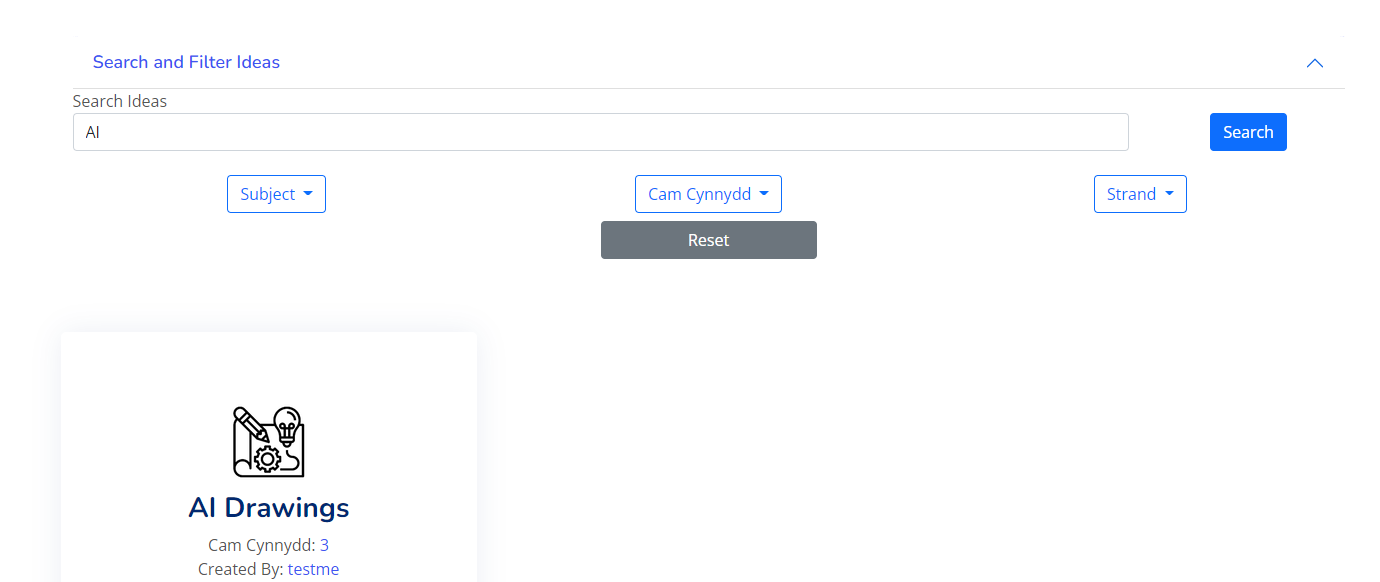 Search and Filter Ideas
Search Ideas
AI
Search
Subject
Cam Cynnydd
Strand
Reset
AI Drawings
Cam Cynnydd: 3
Created By: testme